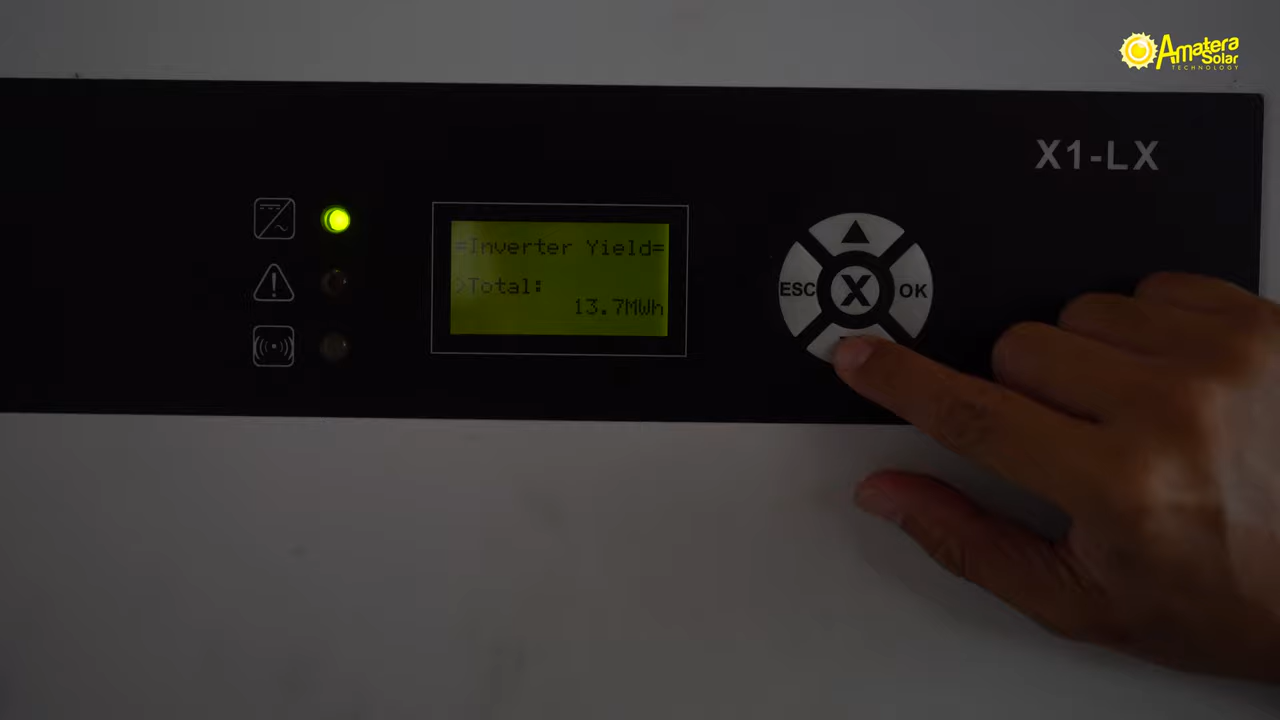 Amatera
Solar
TECHNOLOGY
X1-LX
=Inverter Yield=
>Total:
13.7MWh
ESC
X
OK